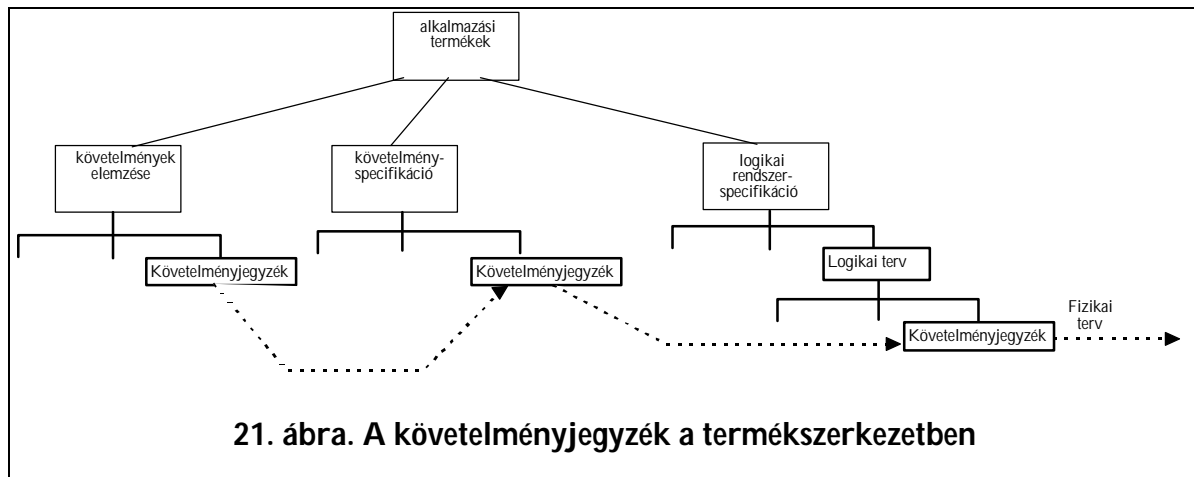 alkalmazási
termékek
követelmények
elemzése
követelmény-
specifikáció
logikai
rendszer-
specifikáció
Követelményjegyzék
Követelményjegyzék
Logikai terv
Követelményjegyzék
Fizikai
terv
21. ábra. A követelményjegyzék a termékszerkezetben